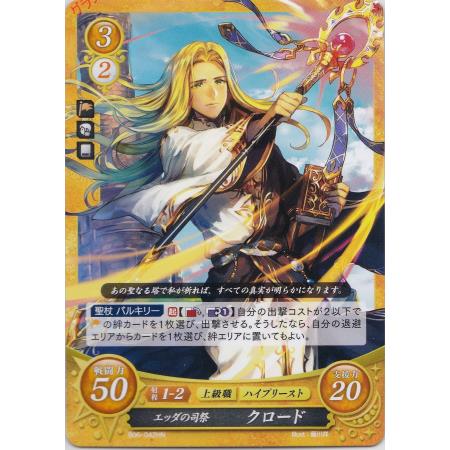 3
2
あの聖なる塔で私が祈れば、すべての真実が明らかになります。
聖杖 バルキリー 起 【、1】自分の出撃コストが2以下で
の絆カードを1枚選び、出撃させる。そうしたなら、自分の退避
エリアからカードを1枚選び、絆エリアに置いてもよい。
戦闘力 50
射程 1-2 上級職 ハイプリースト
支援力 20
エッダの司祭 クロード
B06-042HN